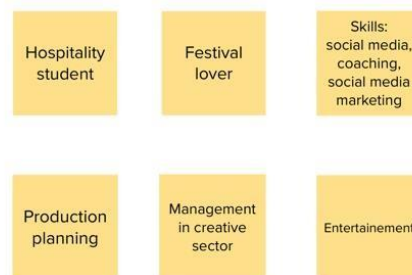 Hospitality
student
Festival
lover
Skills:
social media,
coaching,
social media
marketing
Production
planning
Management
in creative
sector
Entertainement